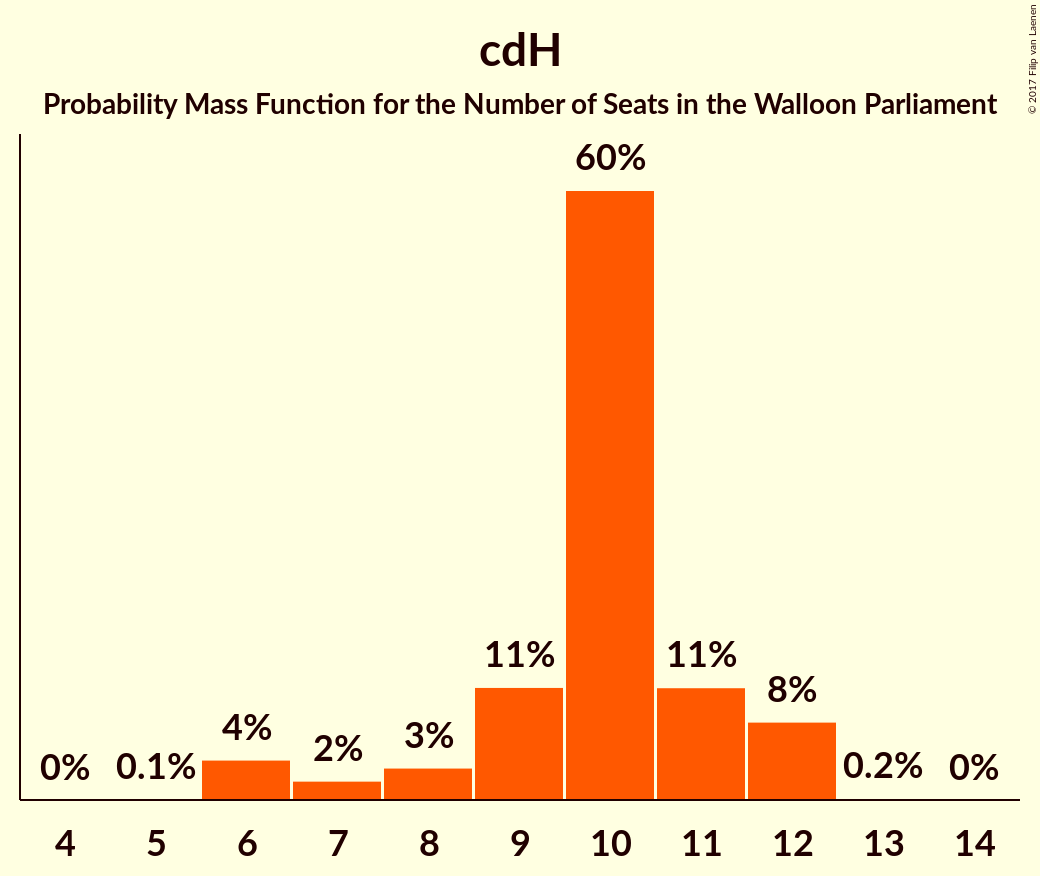 cdH
Probability Mass Function for the Number of Seats in the Walloon Parliament
© 2017 Filip van Laenen
60%
11%
11%
8%
4%
2%
3%
0%
0.1%
0.2%
0%
4 5 6 7 8 9 10 11 12 13 14